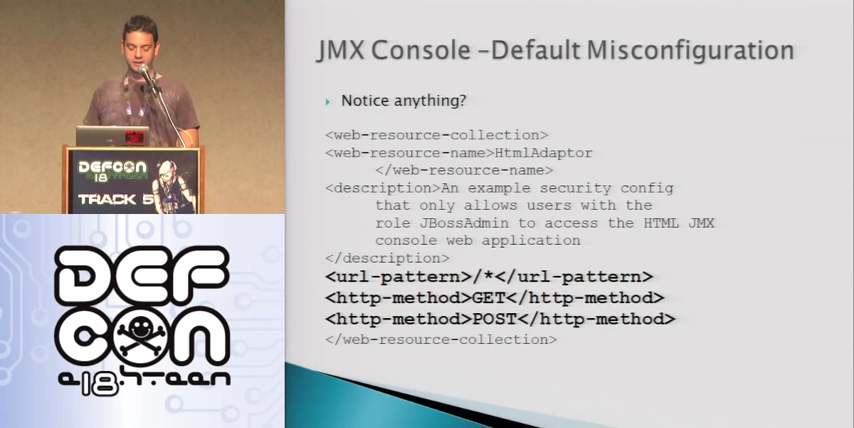 JMX Console –Default Misconfiguration
Notice anything?
<web-resource-collection>
<web-resource-name>HtmlAdaptor
</web-resource-name>
<description>An example security config
that only allows users with the
role JBossAdmin to access the HTML JMX
console web application
</description>
<url-pattern>/*</url-pattern>
<http-method>GET</http-method>
<http-method>POST</http-method>
</web-resource-collection>
DEFCON
18
TRACK 5
DEF
CON
e18hteen